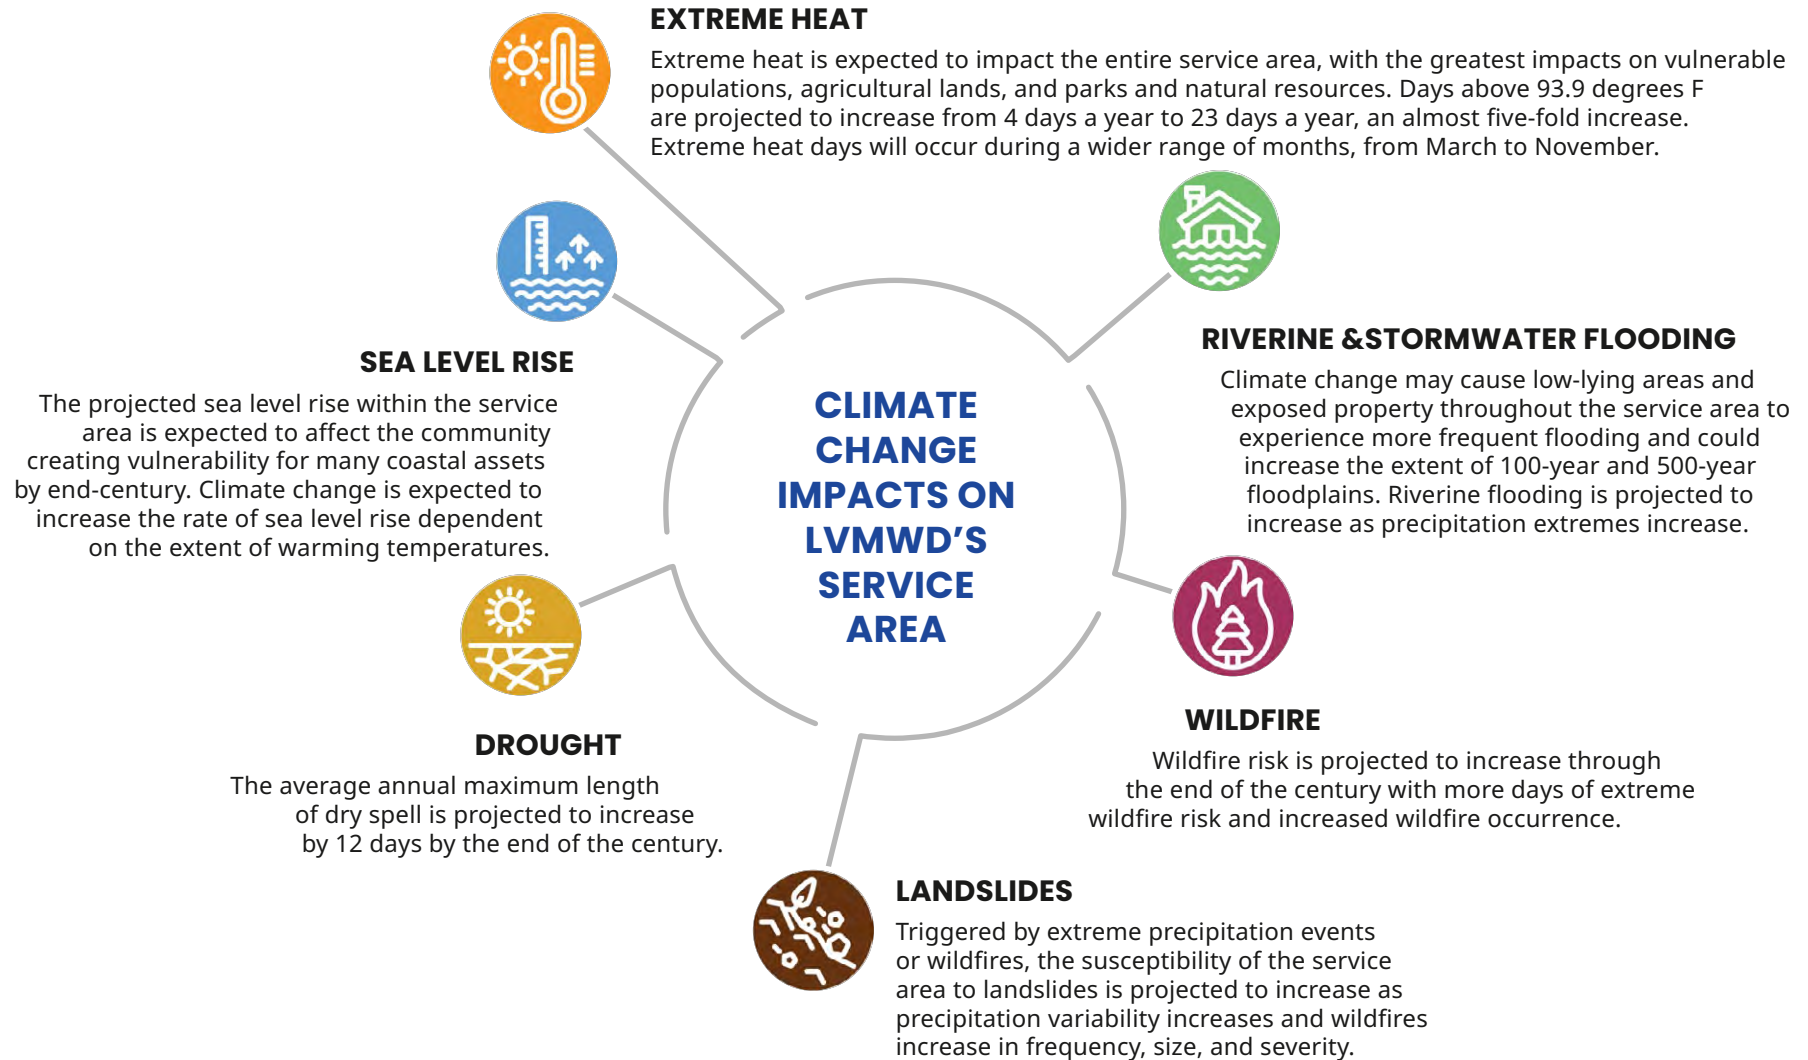 EXTREME HEAT
Extreme heat is expected to impact the entire service area, with the greatest impacts on vulnerable
populations, agricultural lands, and parks and natural resources. Days above 93.9 degrees F
are projected to increase from 4 days a year to 23 days a year, an almost five-fold increase.
Extreme heat days will occur during a wider range of months, from March to November.
RIVERINE &STORMWATER FLOODING
Climate change may cause low-lying areas and
exposed property throughout the service area to
experience more frequent flooding and could
increase the extent of 100-year and 500-year
floodplains. Riverine flooding is projected to
increase as precipitation extremes increase.
SEA LEVEL RISE
The projected sea level rise within the service
area is expected to affect the community
creating vulnerability for many coastal assets
by end-century. Climate change is expected to
increase the rate of sea level rise dependent
on the extent of warming temperatures.
CLIMATE
CHANGE
IMPACTS ON
LVMWD'S
SERVICE
AREA
WILDFIRE
Wildfire risk is projected to increase through
the end of the century with more days of extreme
wildfire risk and increased wildfire occurrence.
DROUGHT
The average annual maximum length
of dry spell is projected to increase
by 12 days by the end of the century.
LANDSLIDES
Triggered by extreme precipitation events
or wildfires, the susceptibility of the service
area to landslides is projected to increase as
precipitation variability increases and wildfires
increase in frequency, size, and severity.